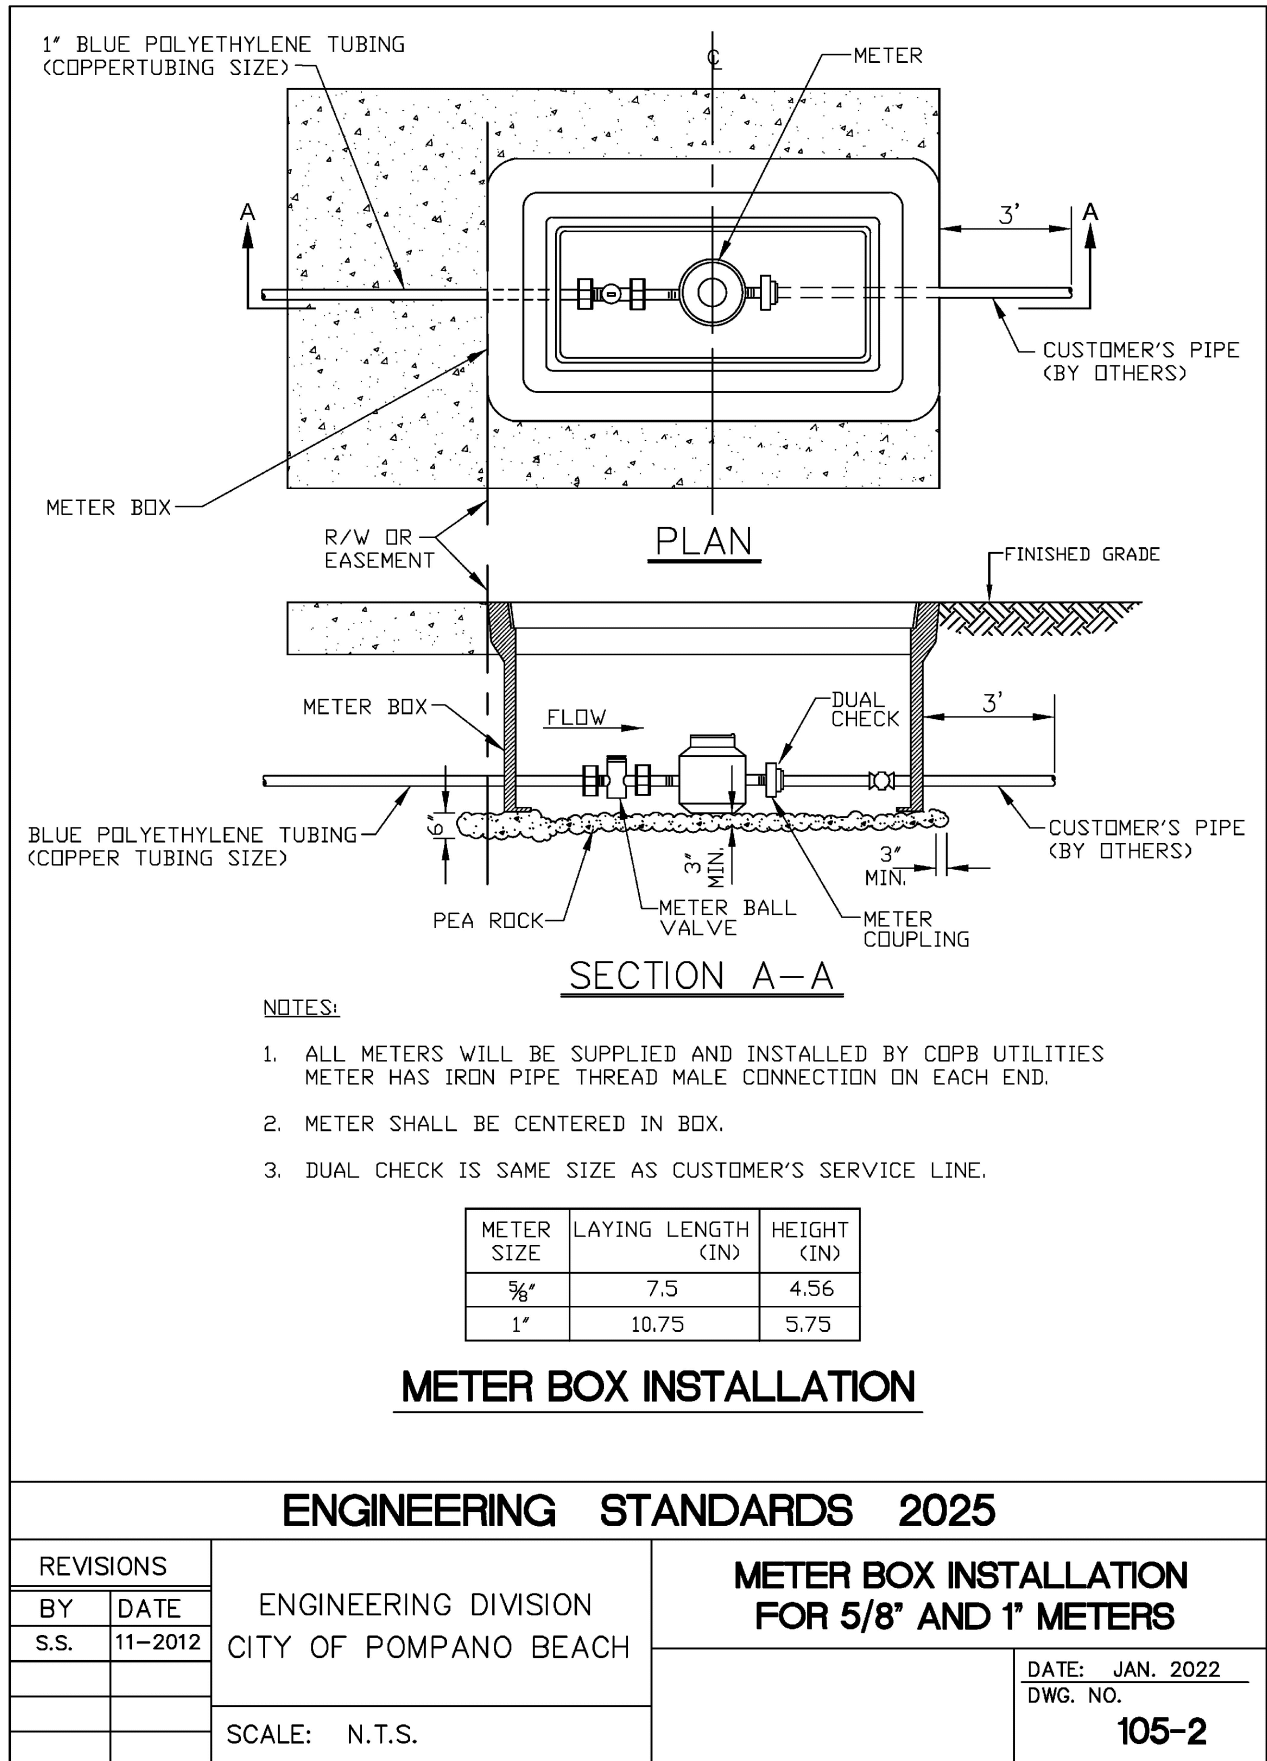 1" BLUE POLYETHYLENE TUBING
(COPPERTUBING SIZE)
℄
METER
A
3'
A
CUSTOMER'S PIPE
(BY OTHERS)
METER BOX
R/W OR
EASEMENT
PLAN
FINISHED GRADE
METER BOX
FLOW
DUAL
CHECK
3'
BLUE POLYETHYLENE TUBING
(COPPER TUBING SIZE)
6"
3"
MIN.
3"
MIN.
CUSTOMER'S PIPE
(BY OTHERS)
PEA ROCK
METER BALL
VALVE
METER
COUPLING
SECTION A-A
NOTES:
1. ALL METERS WILL BE SUPPLIED AND INSTALLED BY COPB UTILITIES
METER HAS IRON PIPE THREAD MALE CONNECTION ON EACH END.
2. METER SHALL BE CENTERED IN BOX.
3. DUAL CHECK IS SAME SIZE AS CUSTOMER'S SERVICE LINE.
METER SIZE LAYING LENGTH (IN) HEIGHT (IN)
5/8" 7.5 4.56
1" 10.75 5.75
METER BOX INSTALLATION
ENGINEERING STANDARDS 2025
REVISIONS
BY DATE
S.S. 11-2012
ENGINEERING DIVISION
CITY OF POMPANO BEACH
SCALE: N.T.S.
METER BOX INSTALLATION
FOR 5/8" AND 1" METERS
DATE: JAN. 2022
DWG. NO.
105-2